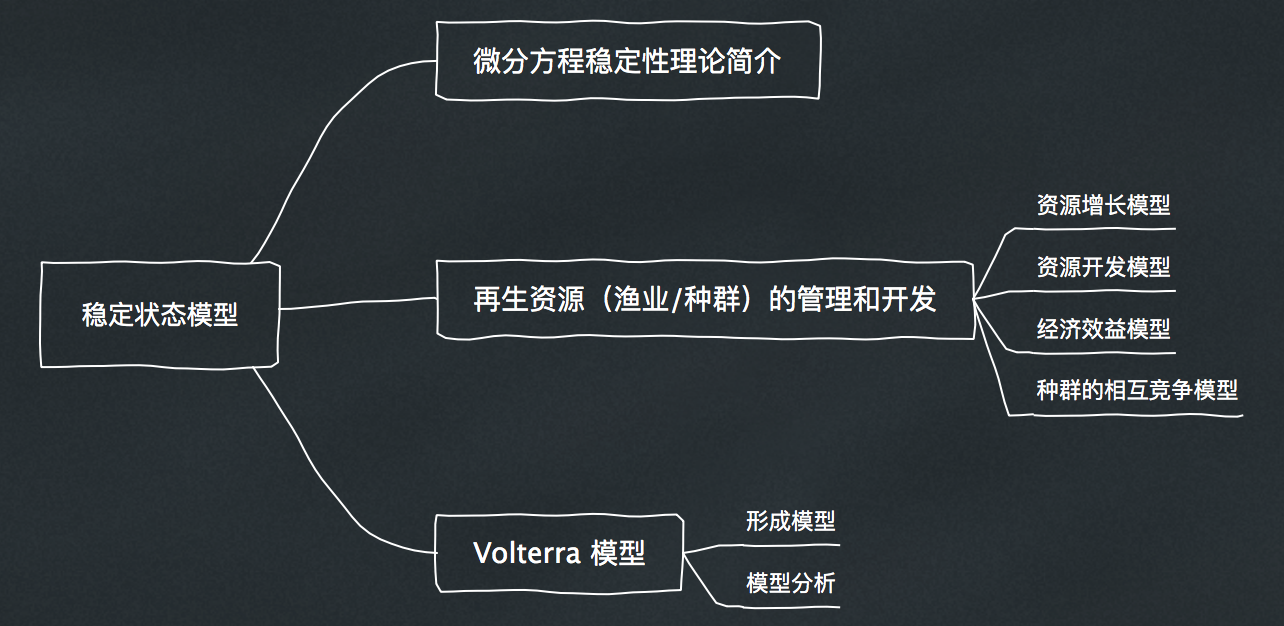 微分方程稳定性理论简介
稳定状态模型
再生资源（渔业/种群）的管理和开发
资源增长模型
资源开发模型
经济效益模型
种群的相互竞争模型
Volterra 模型
形成模型
模型分析